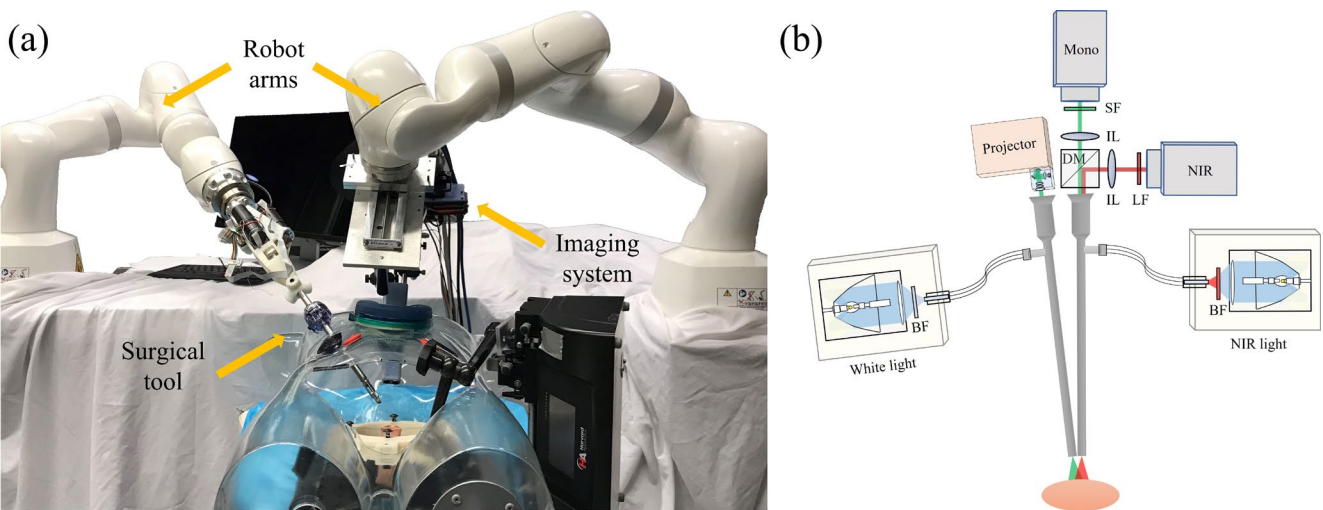 (a)
Robot
arms
Imaging
system
Surgical
tool
(b)
Mono
SF
IL
Projector
DM
NIR
IL
LF
BF
White light
BF
NIR light